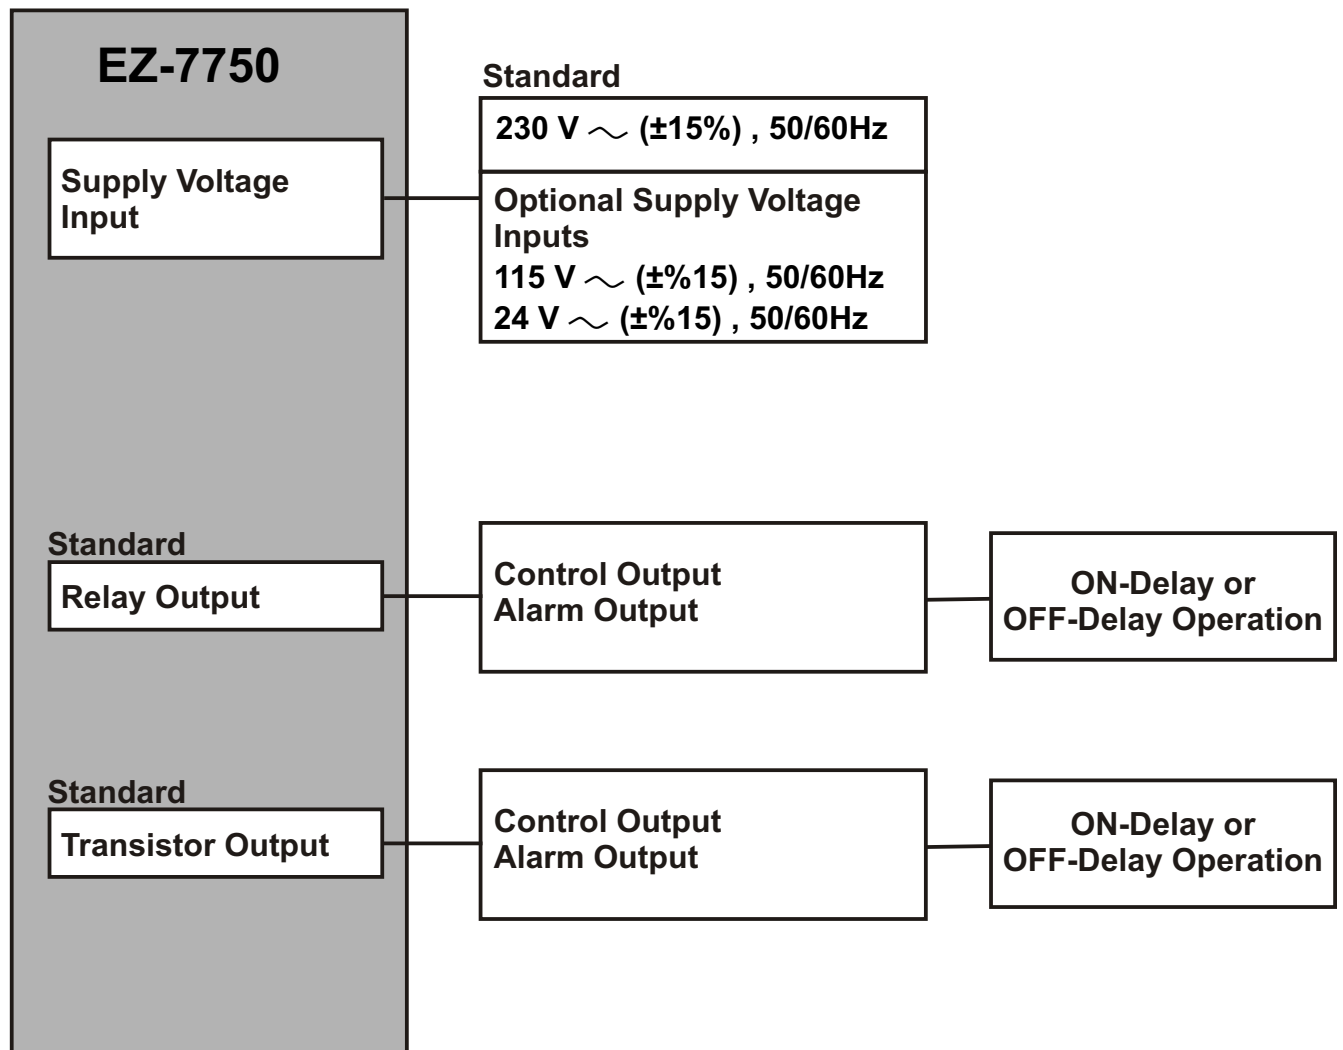 EZ-7750
Standard
230 V ～ (±15%) , 50/60Hz
Supply Voltage
Input
Optional Supply Voltage
Inputs
115 V ～ (±%15) , 50/60Hz
24 V ～ (±%15) , 50/60Hz
Standard
Relay Output
Control Output
Alarm Output
ON-Delay or
OFF-Delay Operation
Standard
Transistor Output
Control Output
Alarm Output
ON-Delay or
OFF-Delay Operation